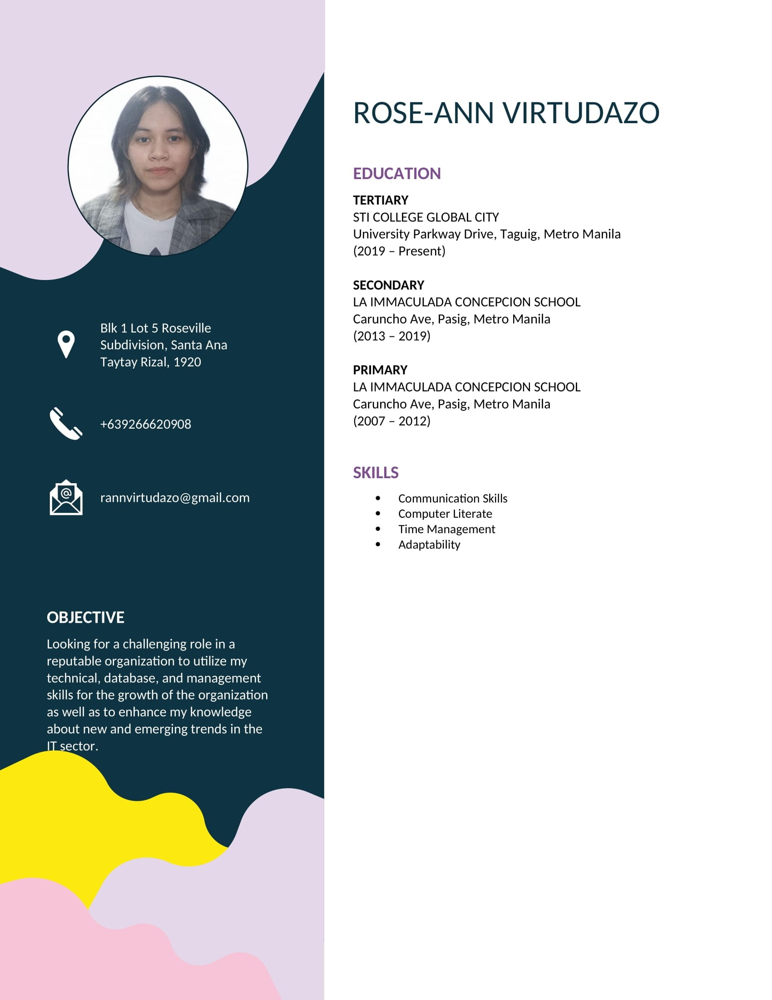 ROSE-ANN VIRTUDAZO
EDUCATION
TERTIARY
STI COLLEGE GLOBAL CITY
University Parkway Drive, Taguig, Metro Manila
(2019 – Present)
SECONDARY
LA IMMACULADA CONCEPCION SCHOOL
Caruncho Ave, Pasig, Metro Manila
(2013 – 2019)
PRIMARY
LA IMMACULADA CONCEPCION SCHOOL
Caruncho Ave, Pasig, Metro Manila
(2007 – 2012)
SKILLS
• Communication Skills
• Computer Literate
• Time Management
• Adaptability
Blk 1 Lot 5 Roseville
Subdivision, Santa Ana
Taytay Rizal, 1920
+639266620908
@
rannvirtudazo@gmail.com
OBJECTIVE
Looking for a challenging role in a
reputable organization to utilize my
technical, database, and management
skills for the growth of the organization
as well as to enhance my knowledge
about new and emerging trends in the
IT sector.